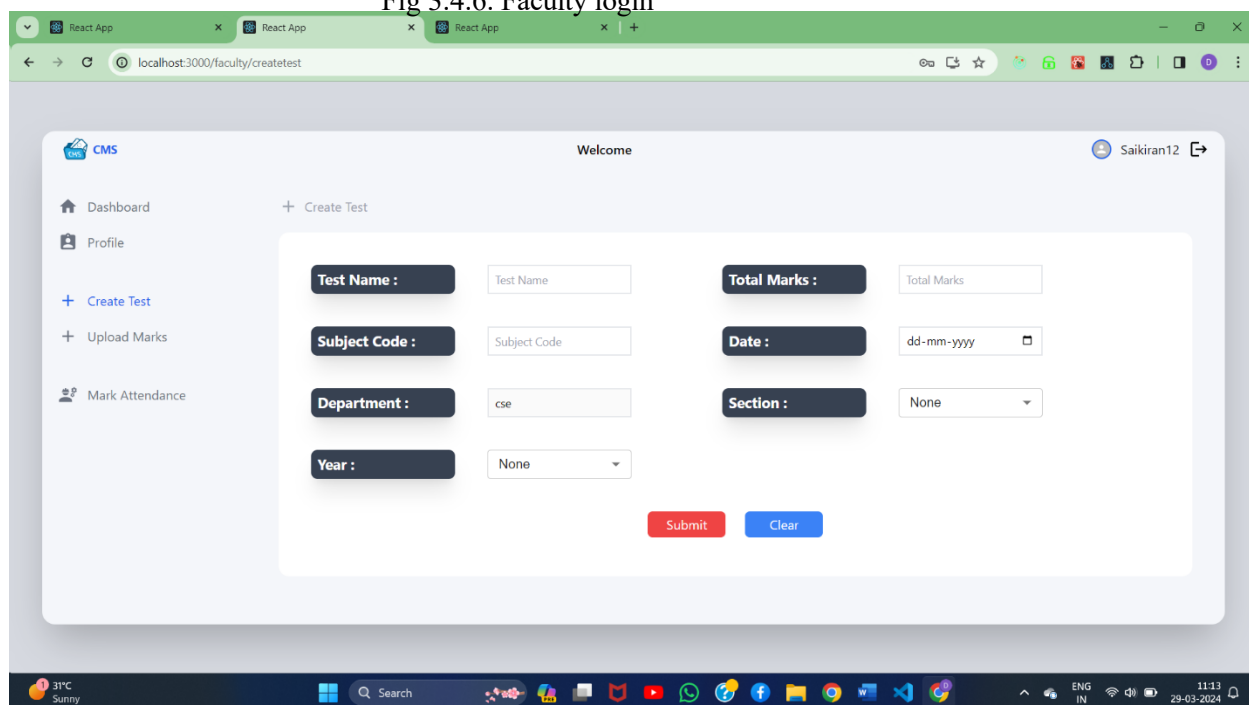 Fig 3.4.6. Faculty login
React App
React App
React App
localhost:3000/faculty/createtest
D
CMS
CMS
Welcome
Saikiran12
Dashboard
+ Create Test
Profile
Test Name :
Test Name
Total Marks :
Total Marks
+ Create Test
+ Upload Marks
Subject Code :
Subject Code
Date :
dd-mm-yyyy
Mark Attendance
Department :
cse
Section :
None
Year :
None
Submit
Clear
1
31°C
Sunny
Search
ENG
IN
11:13
29-03-2024